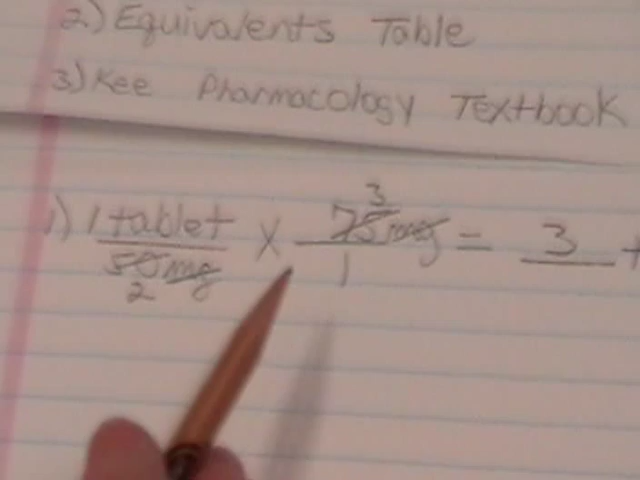 2) Equivalents Table
3) Kee Pharmacology Textbook
3
1) 1 tablet X 75 mg = 3 t
50 mg 1
2